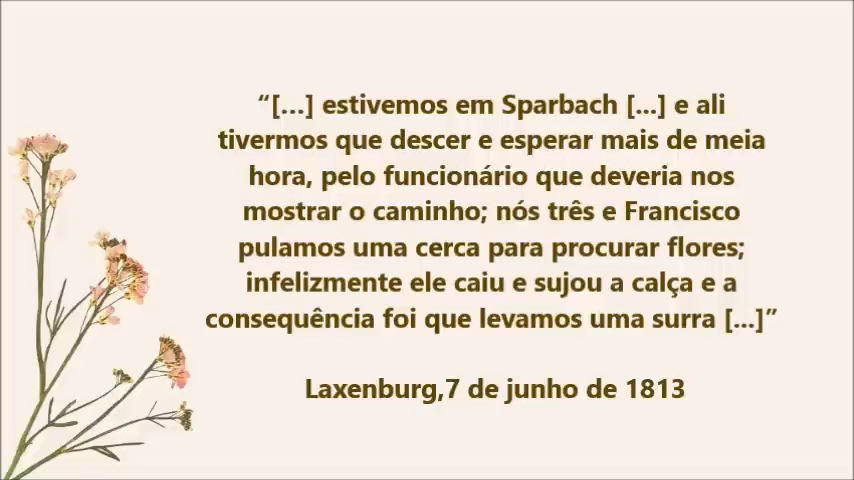 “[...] estivemos em Sparbach [...] e ali
tivermos que descer e esperar mais de meia
hora, pelo funcionário que deveria nos
mostrar o caminho; nós três e Francisco
pulamos uma cerca para procurar flores;
infelizmente ele caiu e sujou a calça e a
consequência foi que levamos uma surra [...]”
Laxenburg,7 de junho de 1813